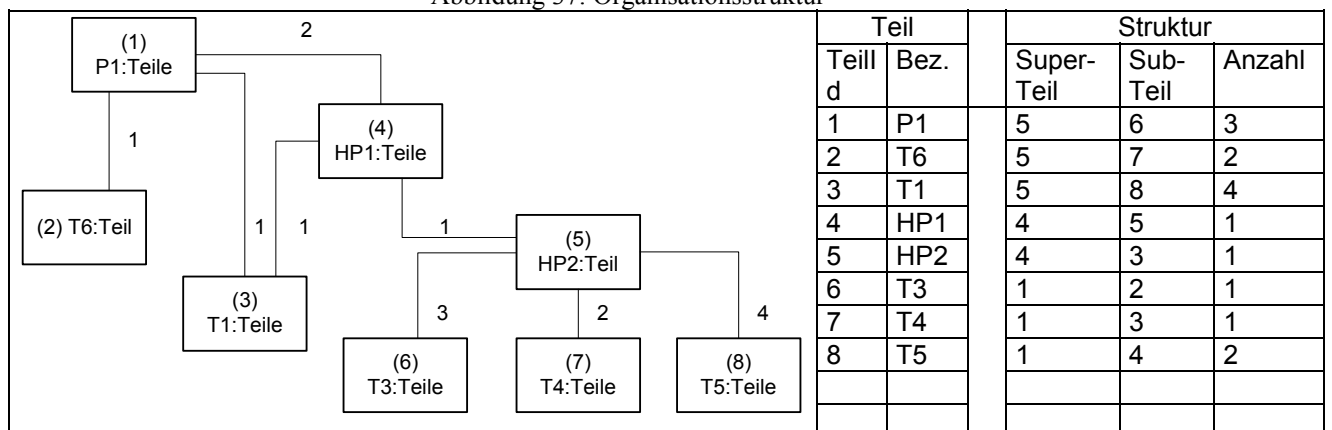 Abbildung 37: Organisationsstruktur
(1)
P1:Teile
2
1
(4)
HP1:Teile
(2) T6:Teil
1
1
1
(5)
HP2:Teil
(3)
T1:Teile
3
2
4
(6)
T3:Teile
(7)
T4:Teile
(8)
T5:Teile
Teil Struktur
TeilI
d Bez. Super-
Teil Sub-
Teil Anzahl
1 P1 5 6 3
2 T6 5 7 2
3 T1 5 8 4
4 HP1 4 5 1
5 HP2 4 3 1
6 T3 1 2 1
7 T4 1 3 1
8 T5 1 4 2